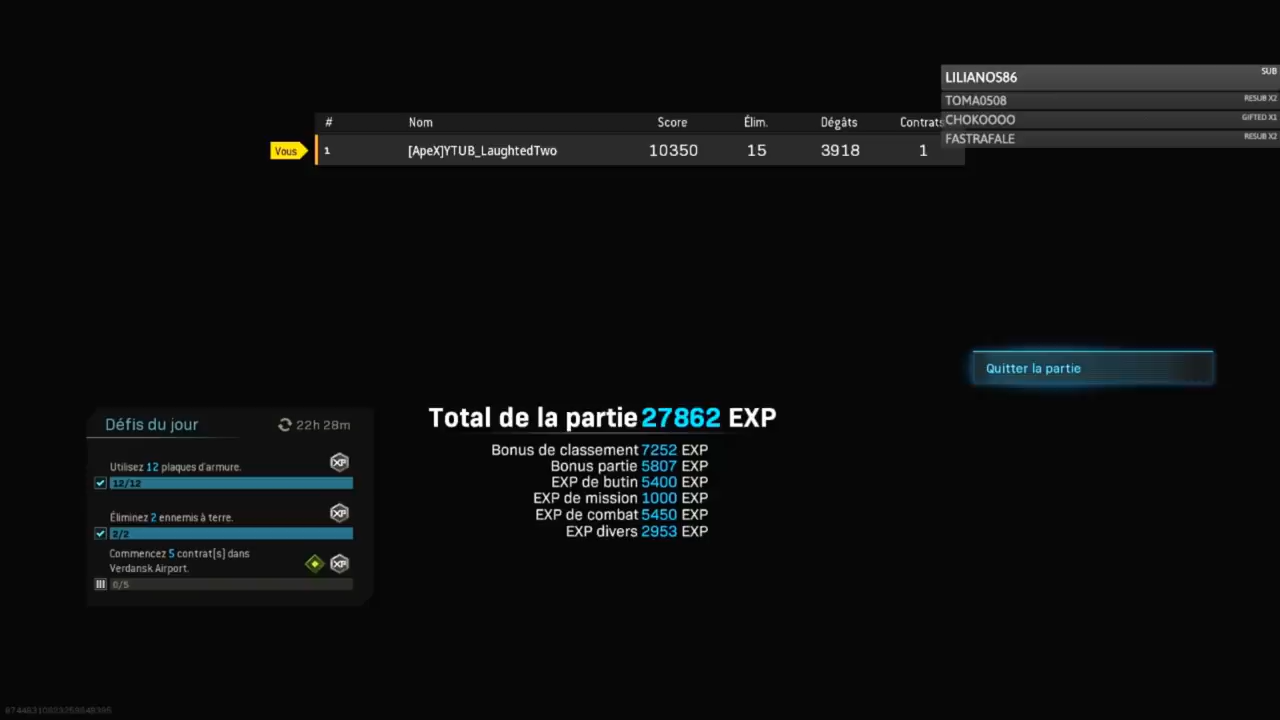 LILIANOS86 SUB
TOMA0508 RESUB X2
CHOKOOOO GIFTED X1
FASTRAFALE RESUB X2
# Nom Score Élim. Dégâts Contrats
Vous 1 [ApeX]YTUB_LaughtedTwo 10350 15 3918 1
Quitter la partie
Défis du jour 22h 28m
Utilisez 12 plaques d'armure. XP
12/12
Éliminez 2 ennemis à terre. XP
2/2
Commencez 5 contrat(s) dans
Verdansk Airport. XP
0/5
Total de la partie 27862 EXP
Bonus de classement 7252 EXP
Bonus partie 5807 EXP
EXP de butin 5400 EXP
EXP de mission 1000 EXP
EXP de combat 5450 EXP
EXP divers 2953 EXP